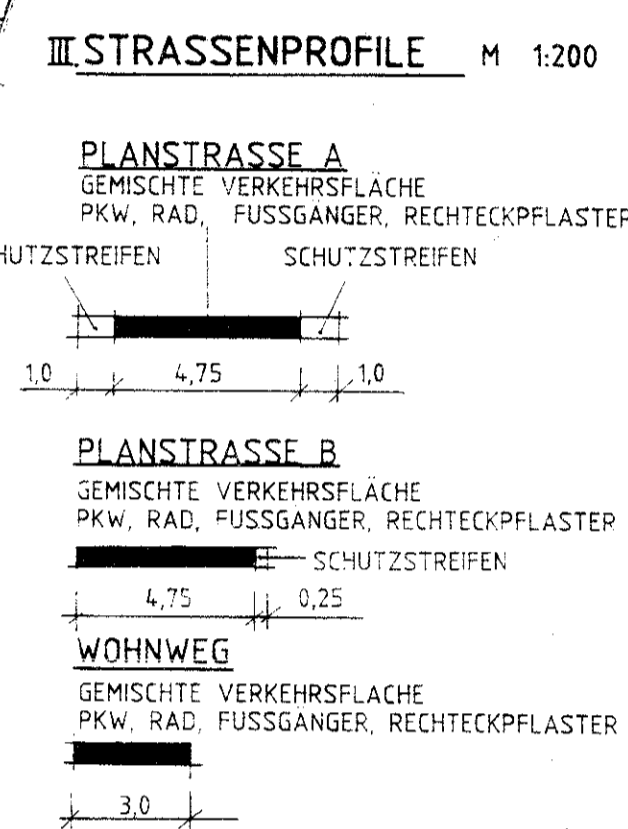 III. STRASSENPROFILE M 1:200
PLANSTRASSE A
GEMISCHTE VERKEHRSFLÄCHE
PKW, RAD, FUSSGÄNGER, RECHTECKPFLASTER
HUTZSTREIFEN SCHUTZSTREIFEN
1,0 4,75 1,0
PLANSTRASSE B
GEMISCHTE VERKEHRSFLÄCHE
PKW, RAD, FUSSGÄNGER, RECHTECKPFLASTER
SCHUTZSTREIFEN
4,75 0,25
WOHNWEG
GEMISCHTE VERKEHRSFLACHE
PKW, RAD, FUSSGÄNGER, RECHTECKPFLASTER
3,0